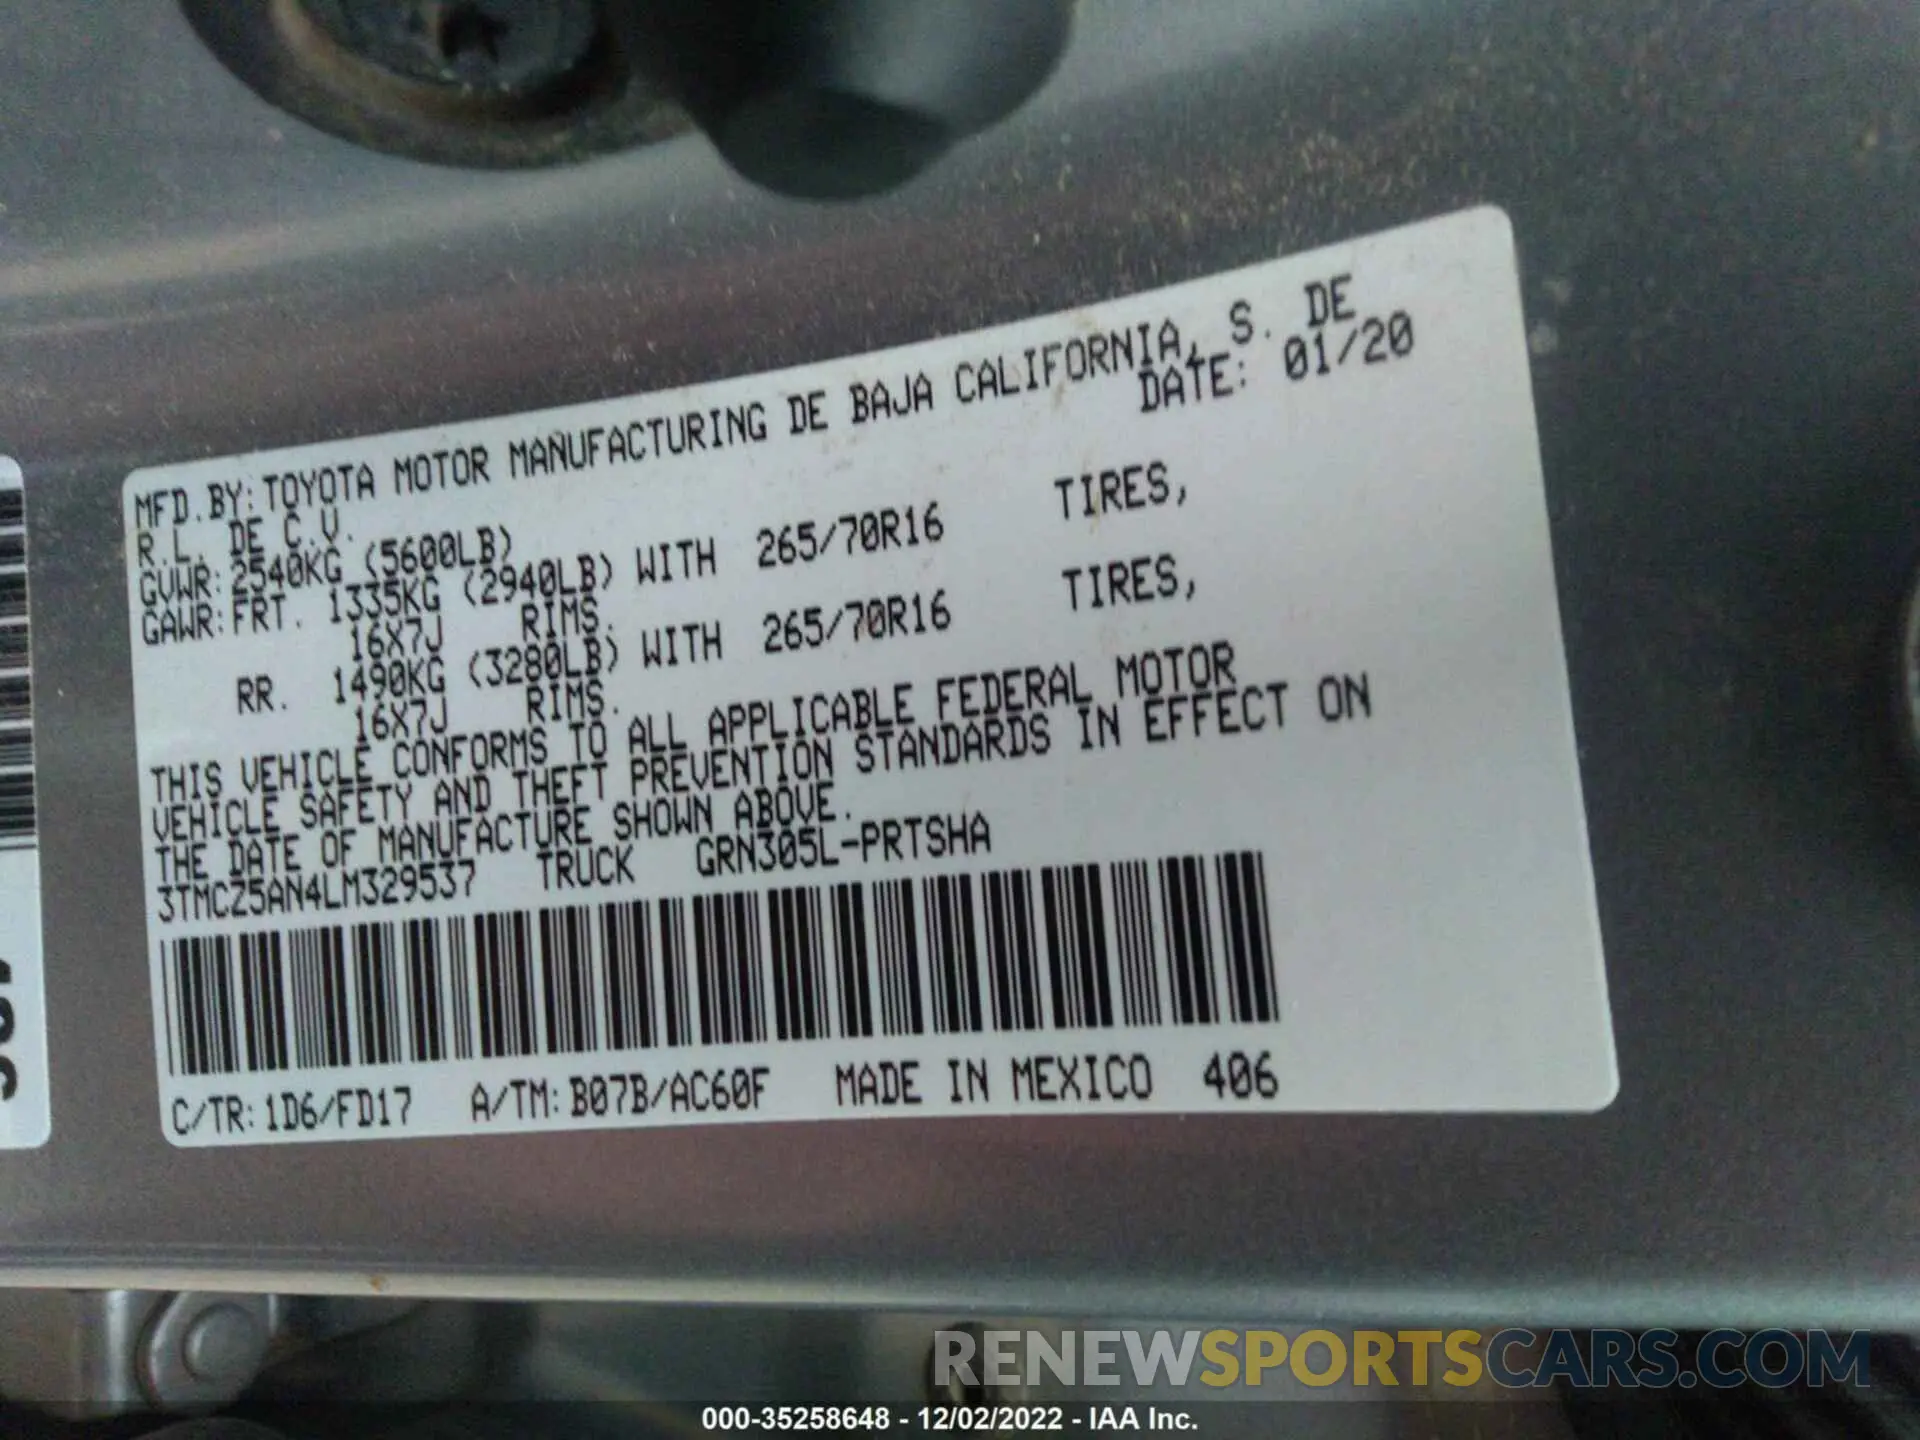 MFD.BY:TOYOTA MOTOR MANUFACTURING DE BAJA CALIFORNIA, S. DE
R.L. DE C.V. DATE: 01/20
GVWR:2540KG (5600LB)
GAWR:FRT. 1335KG (2940LB) WITH 265/70R16 TIRES,
16X7J RIMS.
RR. 1490KG (3280LB) WITH 265/70R16 TIRES,
16X7J RIMS.
THIS VEHICLE CONFORMS TO ALL APPLICABLE FEDERAL MOTOR
VEHICLE SAFETY AND THEFT PREVENTION STANDARDS IN EFFECT ON
THE DATE OF MANUFACTURE SHOWN ABOVE.
3TMCZ5AN4LM329537 TRUCK GRN305L-PRTSHA
C/TR:1D6/FD17 A/TM:B07B/AC60F MADE IN MEXICO 406
RENEWSPORTSCARS.COM
000-35258648 - 12/02/2022 - IAA Inc.